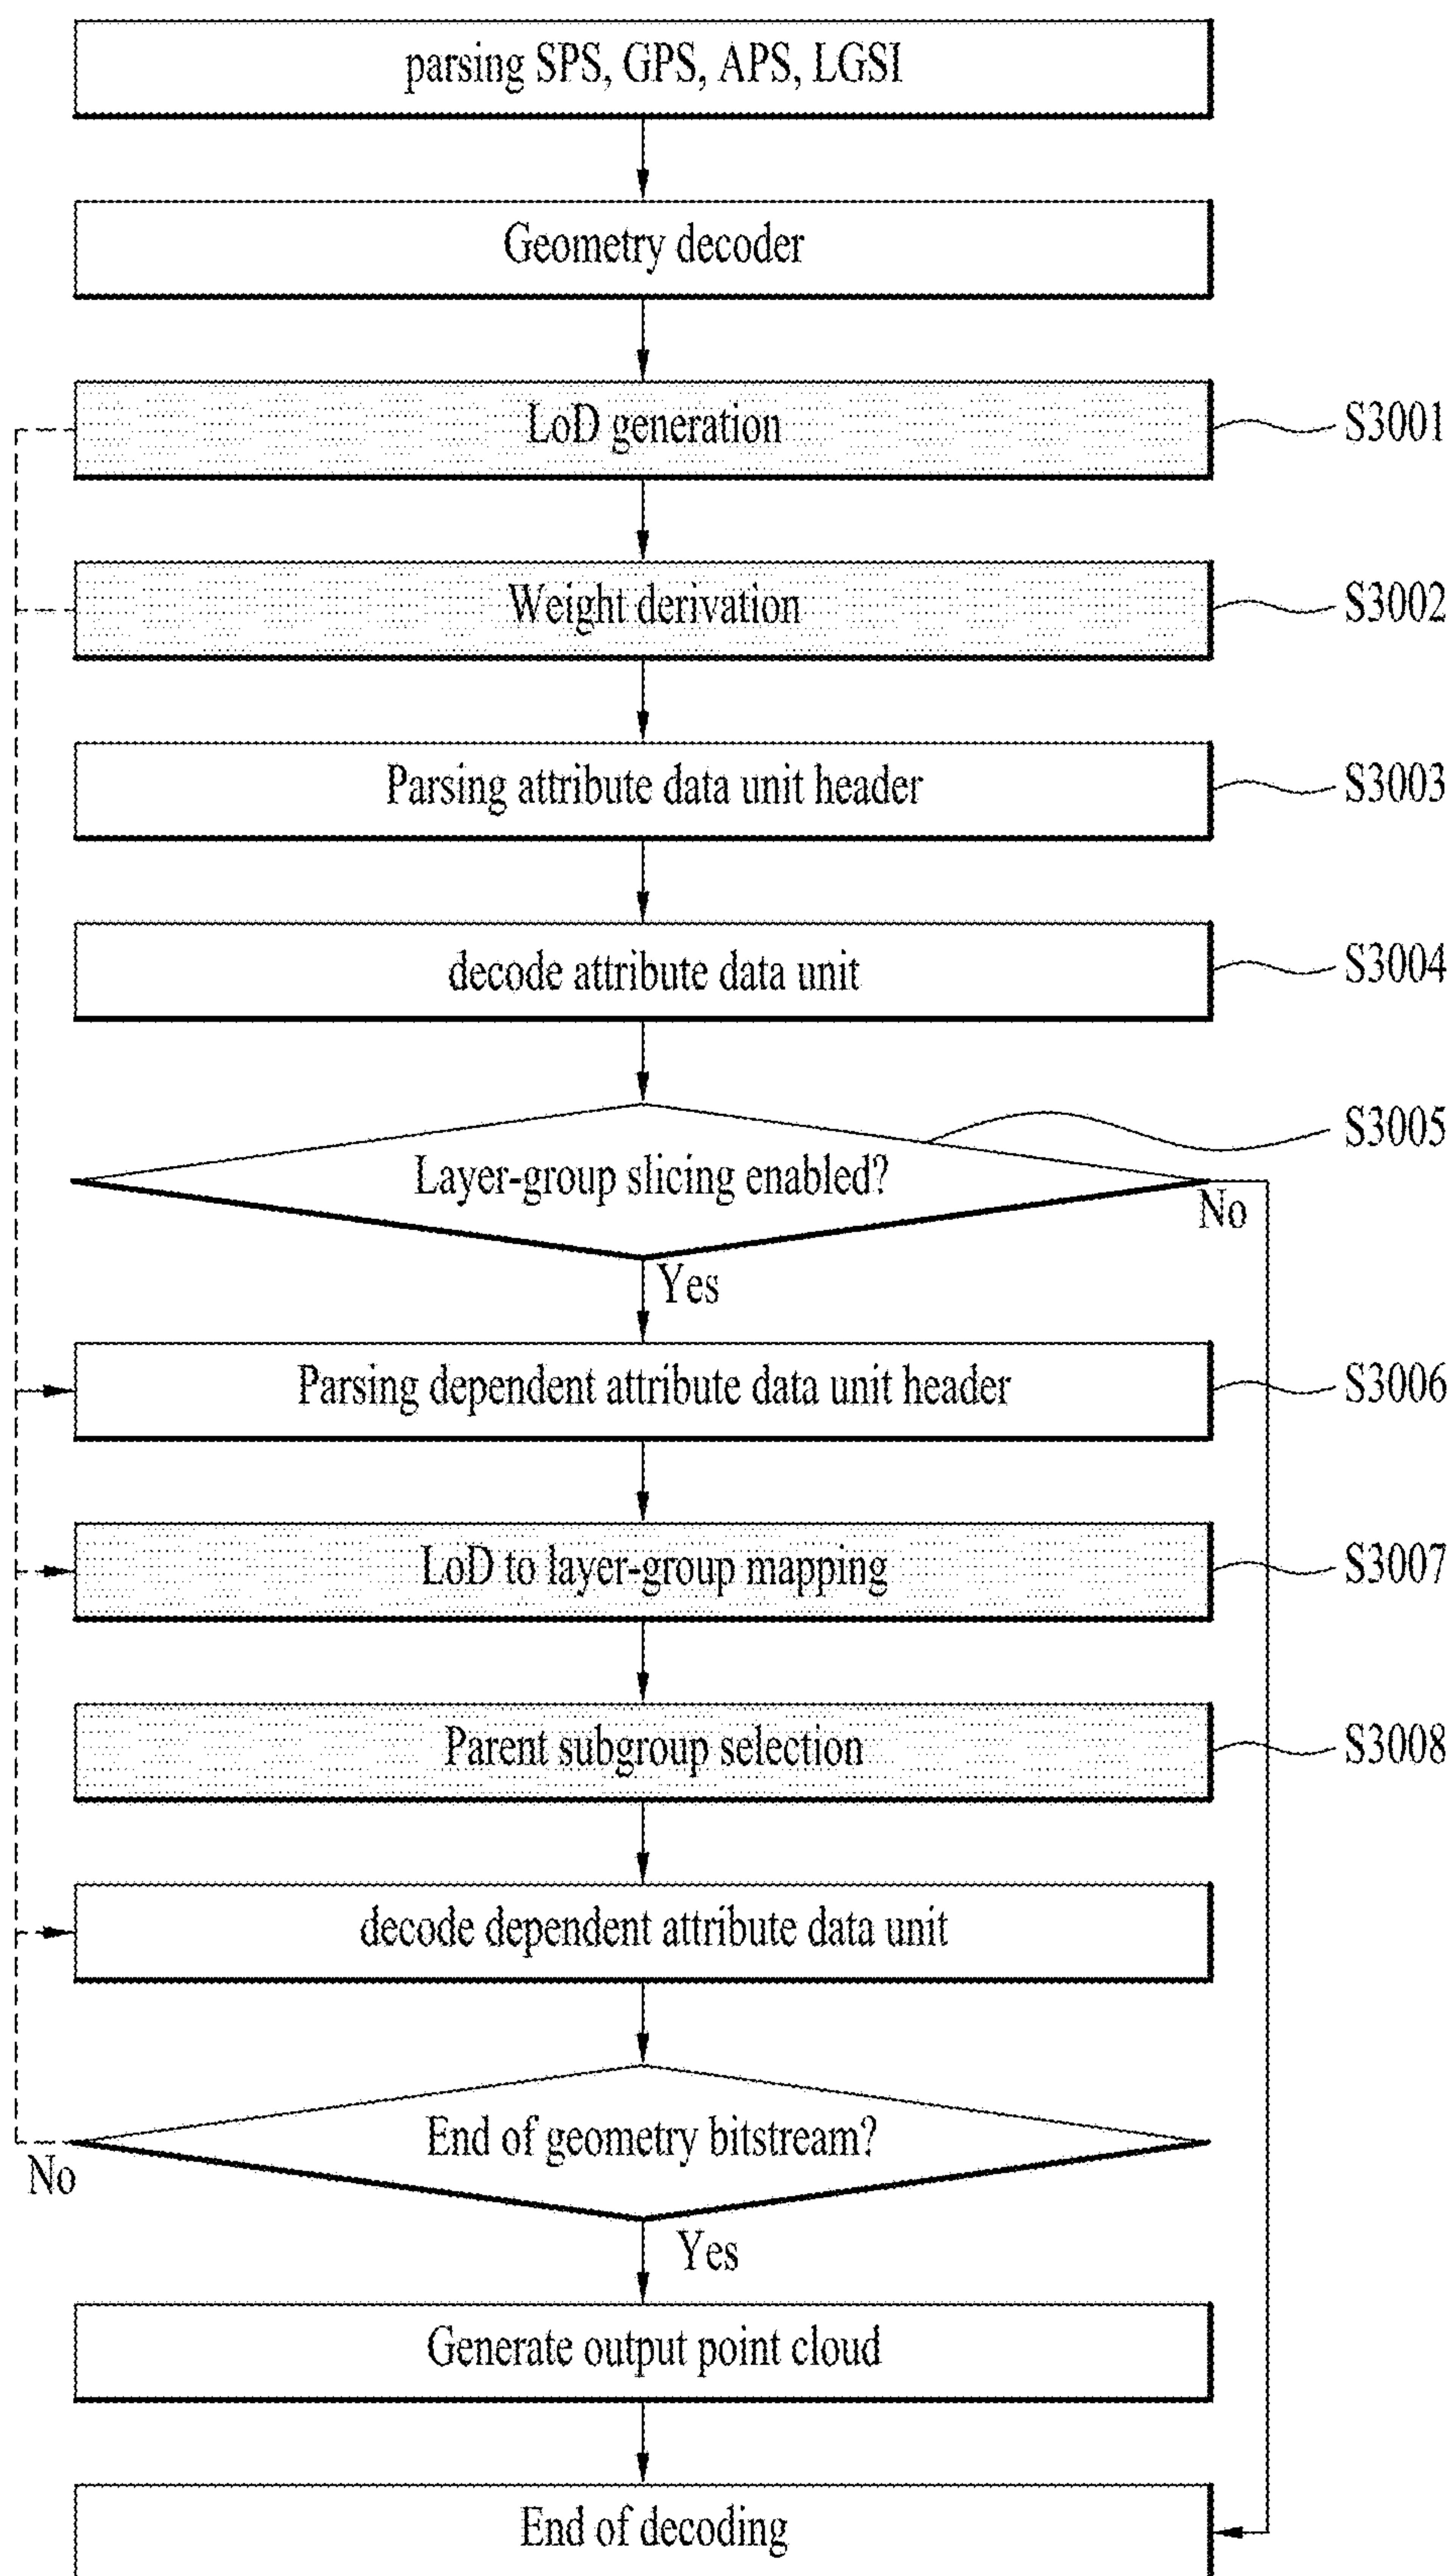 parsing SPS, GPS, APS, LGSI
Geometry decoder
LoD generation
S3001
Weight derivation
S3002
Parsing attribute data unit header
S3003
decode attribute data unit
S3004
S3005
Layer-group slicing enabled?
No
Yes
Parsing dependent attribute data unit header
S3006
LoD to layer-group mapping
S3007
Parent subgroup selection
S3008
decode dependent attribute data unit
End of geometry bitstream?
No
Yes
Generate output point cloud
End of decoding